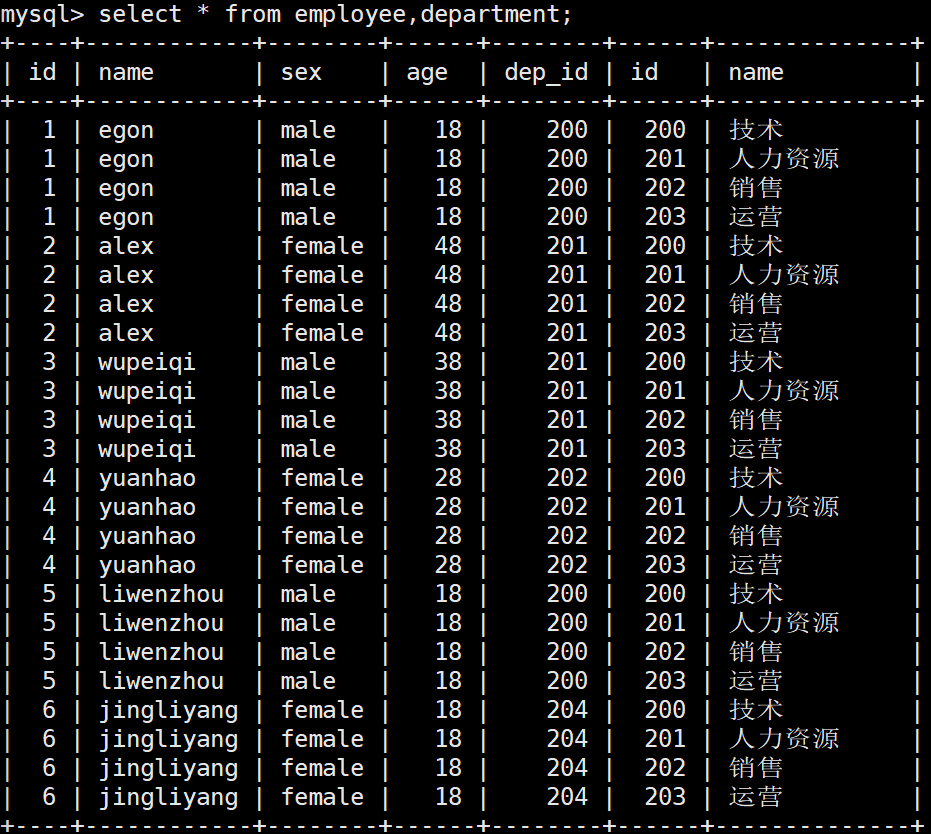 mysql> select * from employee,department;
+----+------------+--------+------+--------+------+--------------+
| id | name       | sex    | age  | dep_id | id   | name         |
+----+------------+--------+------+--------+------+--------------+
|  1 | egon       | male   |   18 |    200 |  200 | 技术         |
|  1 | egon       | male   |   18 |    200 |  201 | 人力资源     |
|  1 | egon       | male   |   18 |    200 |  202 | 销售         |
|  1 | egon       | male   |   18 |    200 |  203 | 运营         |
|  2 | alex       | female |   48 |    201 |  200 | 技术         |
|  2 | alex       | female |   48 |    201 |  201 | 人力资源     |
|  2 | alex       | female |   48 |    201 |  202 | 销售         |
|  2 | alex       | female |   48 |    201 |  203 | 运营         |
|  3 | wupeiqi    | male   |   38 |    201 |  200 | 技术         |
|  3 | wupeiqi    | male   |   38 |    201 |  201 | 人力资源     |
|  3 | wupeiqi    | male   |   38 |    201 |  202 | 销售         |
|  3 | wupeiqi    | male   |   38 |    201 |  203 | 运营         |
|  4 | yuanhao    | female |   28 |    202 |  200 | 技术         |
|  4 | yuanhao    | female |   28 |    202 |  201 | 人力资源     |
|  4 | yuanhao    | female |   28 |    202 |  202 | 销售         |
|  4 | yuanhao    | female |   28 |    202 |  203 | 运营         |
|  5 | liwenzhou  | male   |   18 |    200 |  200 | 技术         |
|  5 | liwenzhou  | male   |   18 |    200 |  201 | 人力资源     |
|  5 | liwenzhou  | male   |   18 |    200 |  202 | 销售         |
|  5 | liwenzhou  | male   |   18 |    200 |  203 | 运营         |
|  6 | jingliyang | female |   18 |    204 |  200 | 技术         |
|  6 | jingliyang | female |   18 |    204 |  201 | 人力资源     |
|  6 | jingliyang | female |   18 |    204 |  202 | 销售         |
|  6 | jingliyang | female |   18 |    204 |  203 | 运营         |
+----+------------+--------+------+--------+------+--------------+